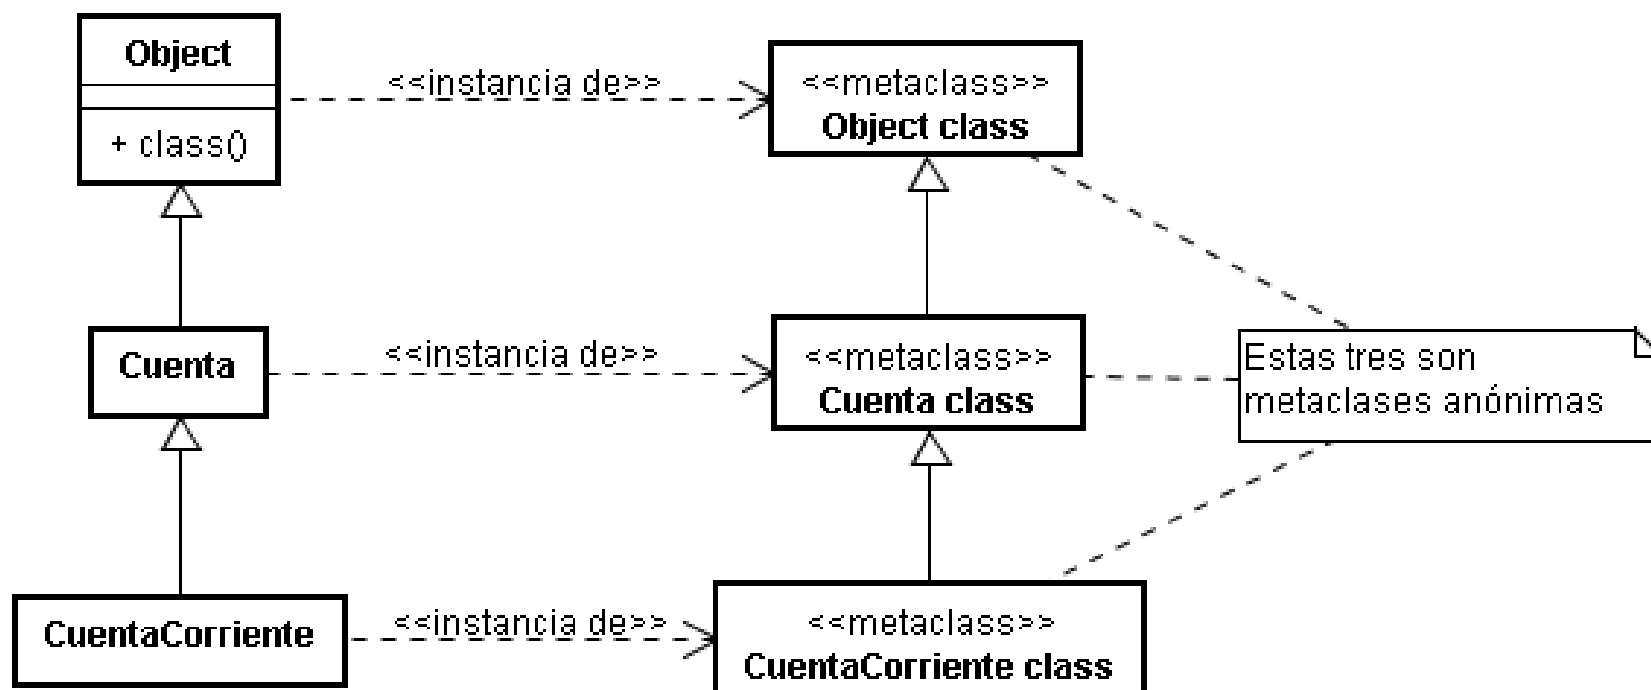 Object
+ class()
<<instancia de>>
<<metaclass>>
Object class
Cuenta
<<instancia de>>
<<metaclass>>
Cuenta class
Estas tres son
metaclases anónimas
CuentaCorriente
<<instancia de>>
<<metaclass>>
CuentaCorriente class